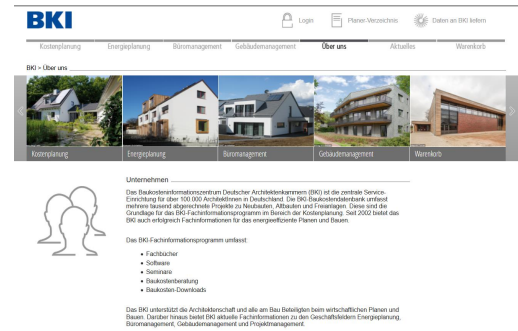 BKI
Login
Planer-Verzeichnis
Daten an BKI liefern
Kostenplanung
Energieplanung
Büromanagement
Gebäudemanagement
Über uns
Aktuelles
Warenkorb
BKI > Über uns
Kostenplanung
Energieplanung
Büromanagement
Gebäudemanagement
Warenkorb
Unternehmen
Das Baukosteninformationszentrum Deutscher Architektenkammern (BKI) ist die zentrale Service-
Einrichtung für über 100.000 ArchitektInnen in Deutschland. Die BKI-Baukostendatenbank umfasst
mehrere tausend abgerechnete Projekte zu Neubauten, Altbauten und Freianlagen. Diese sind die
Grundlage für das BKI-Fachinformationsprogramm im Bereich der Kostenplanung. Seit 2002 bietet das
BKI auch erfolgreich Fachinformationen für das energieeffiziente Planen und Bauen.
Das BKI-Fachinformationsprogramm umfasst:
• Fachbücher
• Software
• Seminare
• Baukostenberatung
• Baukosten-Downloads
Das BKI unterstützt die Architektenschaft und alle am Bau Beteiligten beim wirtschaftlichen Planen und
Bauen. Darüber hinaus bietet BKI aktuelle Fachinformationen zu den Geschäftsfeldern Energieplanung,
Büromanagement, Gebäudemanagement und Projektmanagement.